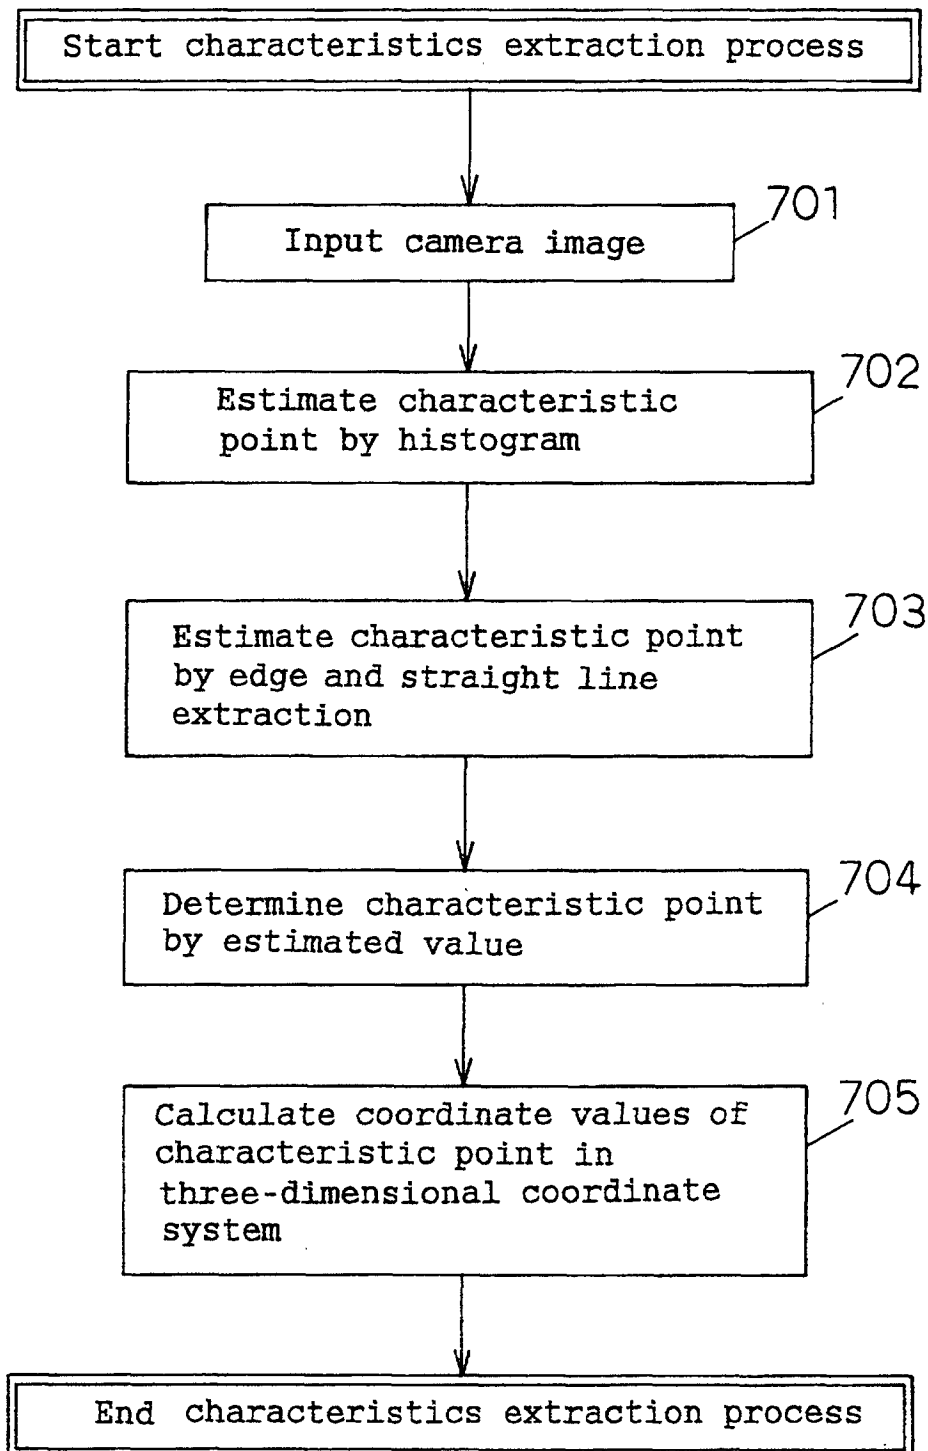 Start characteristics extraction process
701
Input camera image
702
Estimate characteristic
point by histogram
703
Estimate characteristic point
by edge and straight line
extraction
704
Determine characteristic point
by estimated value
705
Calculate coordinate values of
characteristic point in
three-dimensional coordinate
system
End characteristics extraction process